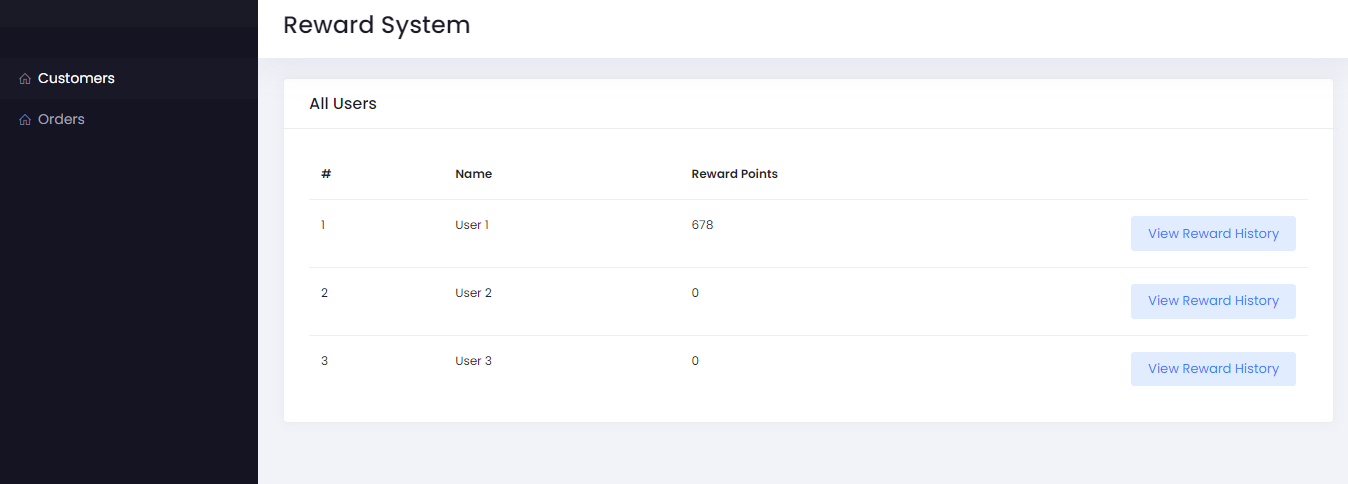 Reward System
Customers
Orders
All Users
# Name Reward Points
1 User 1 678 View Reward History
2 User 2 0 View Reward History
3 User 3 0 View Reward History